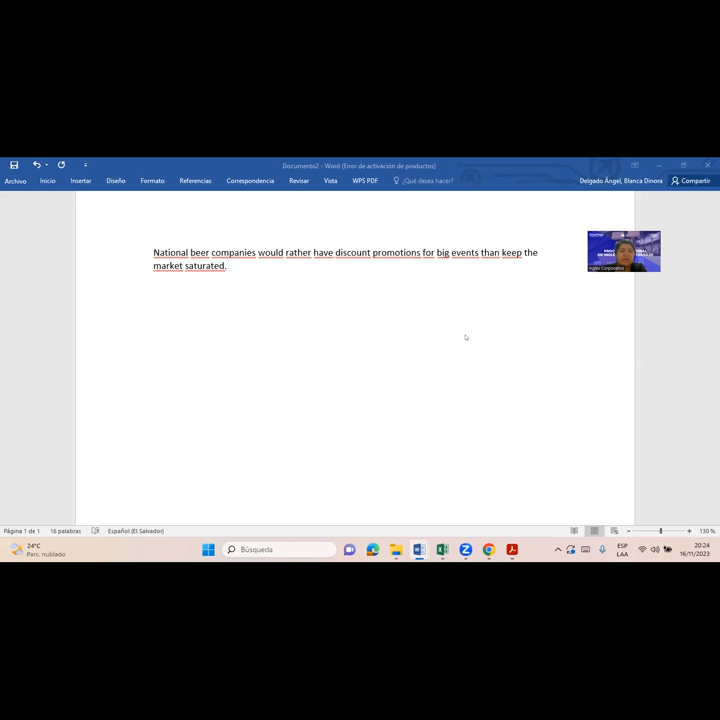 Documento2 - Word (Error de activación de productos)
Archivo Inicio Insertar Diseño Formato Referencias Correspondencia Revisar Vista WPS PDF ¿Qué desea hacer? Delgado Ángel, Blanca Dinora Compartir
National beer companies would rather have discount promotions for big events than keep the
market saturated.
Inglés Corporativo
Página 1 de 1 16 palabras Español (El Salvador) 130 %
24°C
Parc. nublado
Búsqueda
ESP
LAA
20:24
16/11/2023